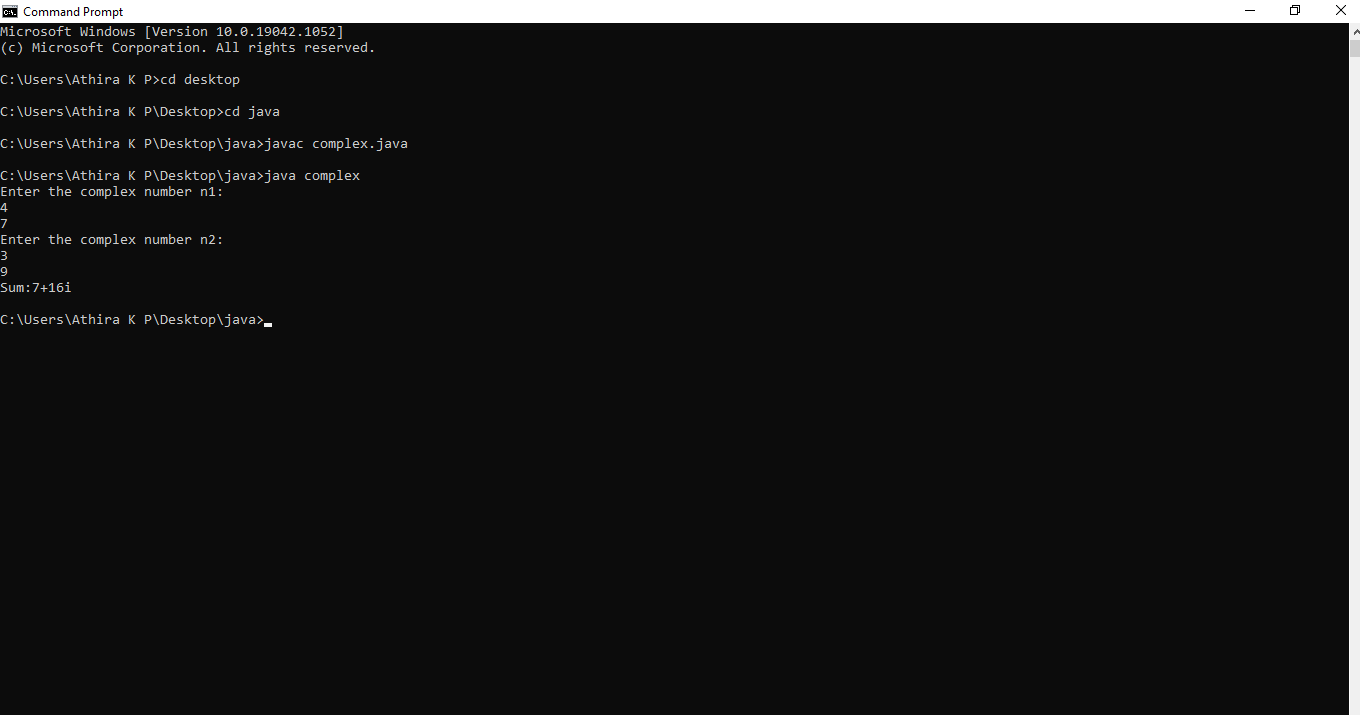 Command Prompt
Microsoft Windows [Version 10.0.19042.1052]
(c) Microsoft Corporation. All rights reserved.
C:\Users\Athira K P>cd desktop
C:\Users\Athira K P\Desktop>cd java
C:\Users\Athira K P\Desktop\java>javac complex.java
C:\Users\Athira K P\Desktop\java>java complex
Enter the complex number n1:
4
7
Enter the complex number n2:
3
9
Sum:7+16i
C:\Users\Athira K P\Desktop\java>